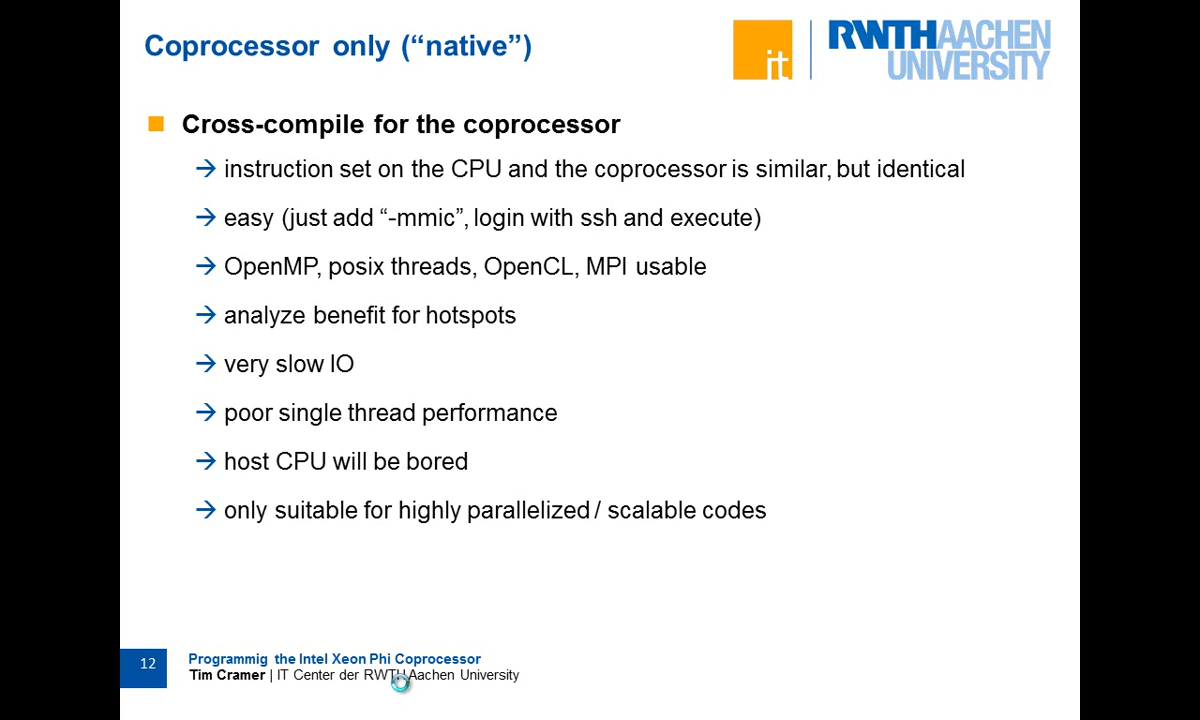 Coprocessor only (“native”)
it
RWTHAACHEN
UNIVERSITY
Cross-compile for the coprocessor
→ instruction set on the CPU and the coprocessor is similar, but identical
→ easy (just add “-mmic”, login with ssh and execute)
→ OpenMP, posix threads, OpenCL, MPI usable
→ analyze benefit for hotspots
→ very slow IO
→ poor single thread performance
→ host CPU will be bored
→ only suitable for highly parallelized / scalable codes
12
Programmig the Intel Xeon Phi Coprocessor
Tim Cramer | IT Center der RWTH Aachen University